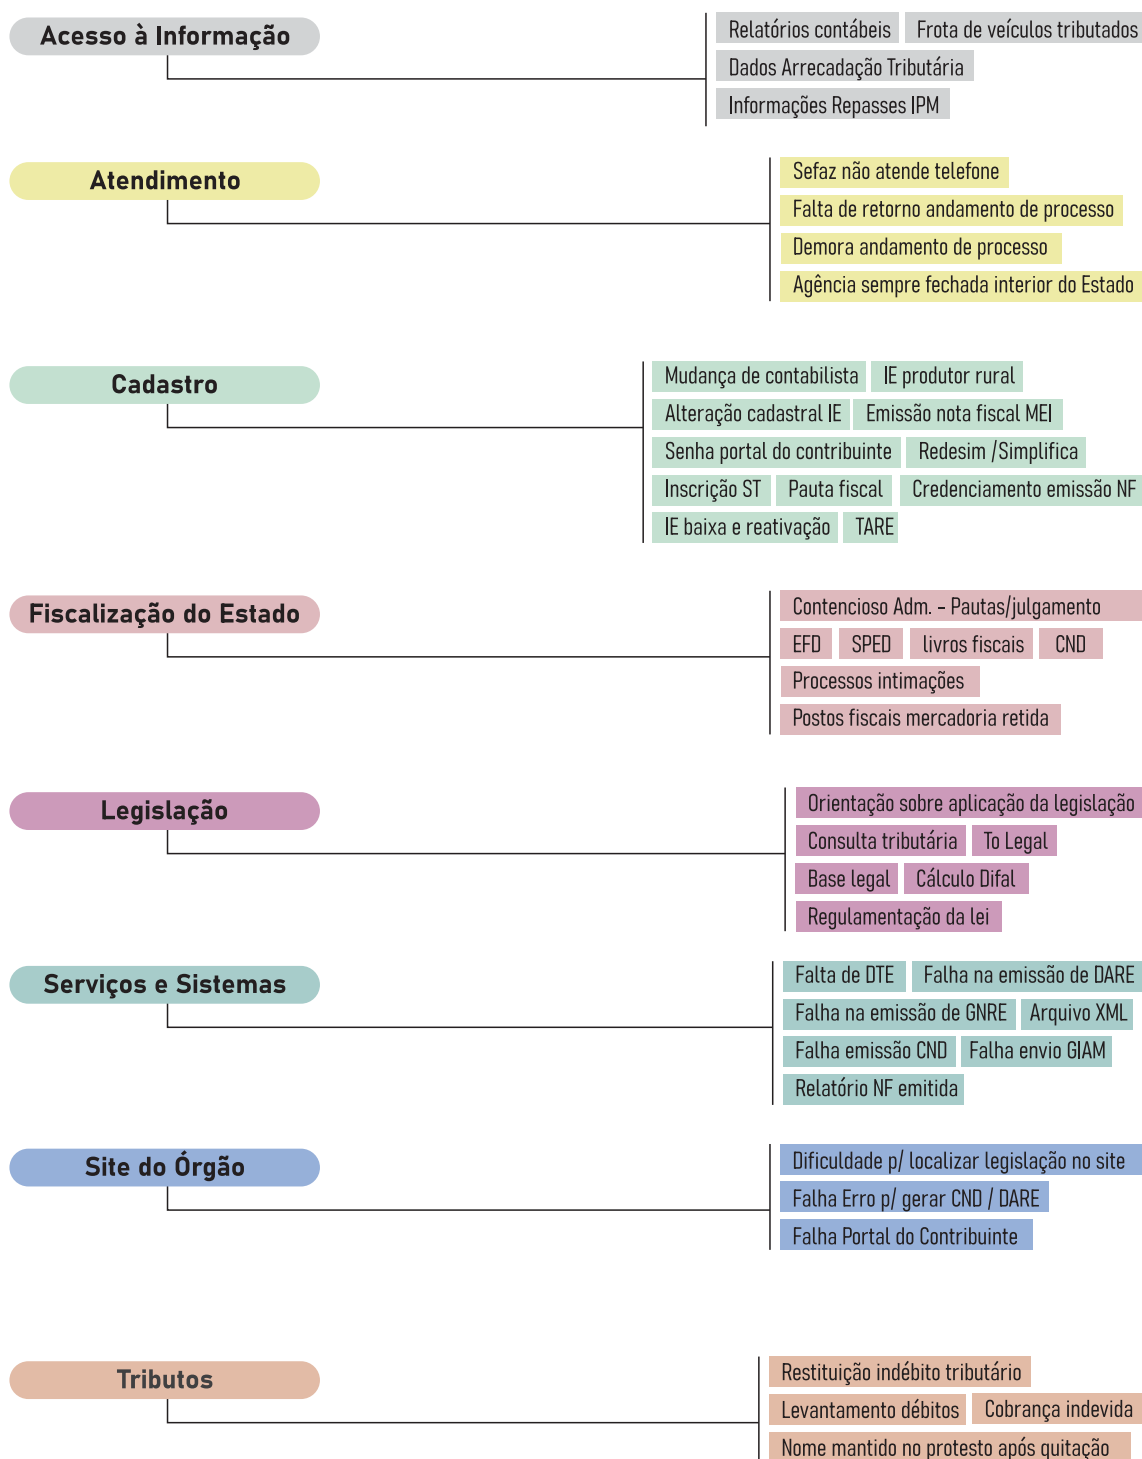 Acesso à Informação
Relatórios contábeis Frota de veículos tributados
Dados Arrecadação Tributária
Informações Repasses IPM
Atendimento
Sefaz não atende telefone
Falta de retorno andamento de processo
Demora andamento de processo
Agência sempre fechada interior do Estado
Cadastro
Mudança de contabilista IE produtor rural
Alteração cadastral IE Emissão nota fiscal MEI
Senha portal do contribuinte Redesim /Simplifica
Inscrição ST Pauta fiscal Credenciamento emissão NF
IE baixa e reativação TARE
Fiscalização do Estado
Contencioso Adm. - Pautas/julgamento
EFD SPED livros fiscais CND
Processos intimações
Postos fiscais mercadoria retida
Legislação
Orientação sobre aplicação da legislação
Consulta tributária To Legal
Base legal Cálculo Difal
Regulamentação da lei
Serviços e Sistemas
Falta de DTE Falha na emissão de DARE
Falha na emissão de GNRE Arquivo XML
Falha emissão CND Falha envio GIAM
Relatório NF emitida
Site do Órgão
Dificuldade p/ localizar legislação no site
Falha Erro p/ gerar CND / DARE
Falha Portal do Contribuinte
Tributos
Restituição indébito tributário
Levantamento débitos Cobrança indevida
Nome mantido no protesto após quitação